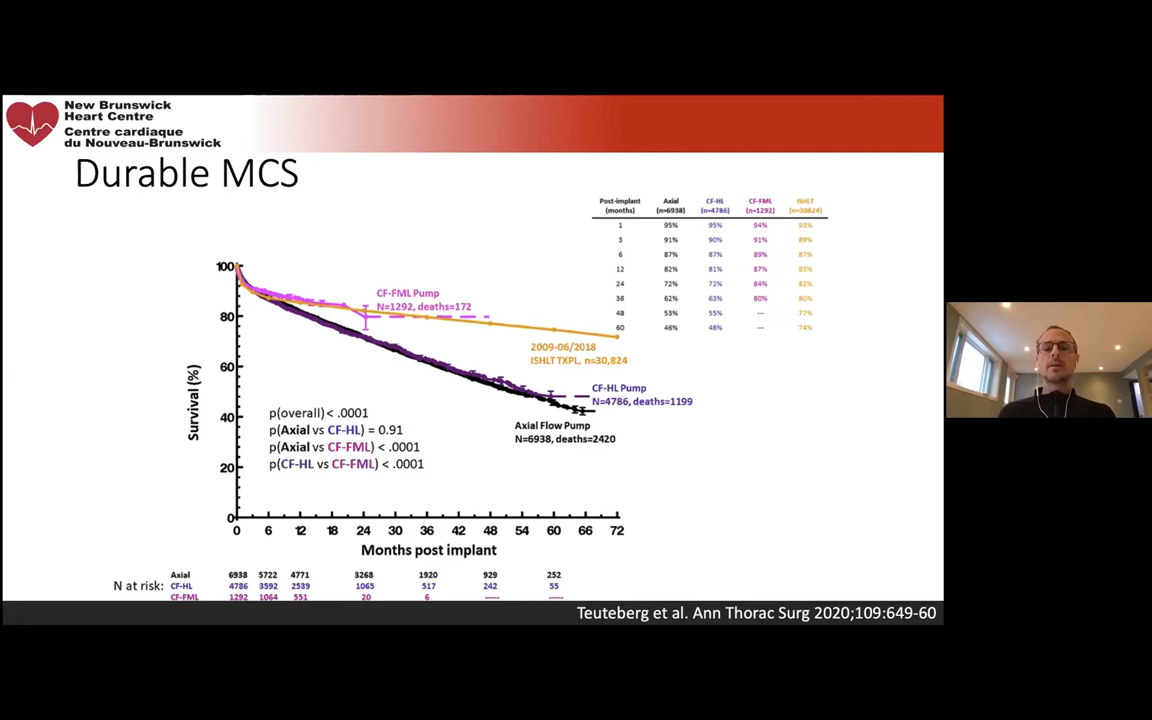 New Brunswick
Heart Centre
Centre cardiaque
du Nouveau-Brunswick
Durable MCS
Post-implant (months) Axial (n=6938) CF-HL (n=4786) CF-FML (n=1292) ISHLT (n=30824)
1 95% 95% 94% 93%
3 91% 90% 91% 89%
6 87% 87% 89% 87%
12 82% 81% 87% 85%
24 72% 72% 84% 82%
36 62% 63% 80% 80%
48 53% 55% --- 77%
60 46% 48% --- 74%
Survival (%)
100
80
60
40
20
0
CF-FML Pump
N=1292, deaths=172
2009-06/2018
ISHLT TXPL, n=30,824
CF-HL Pump
N=4786, deaths=1199
Axial Flow Pump
N=6938, deaths=2420
p(overall) < .0001
p(Axial vs CF-HL) = 0.91
p(Axial vs CF-FML) < .0001
p(CF-HL vs CF-FML) < .0001
0 6 12 18 24 30 36 42 48 54 60 66 72
Months post implant
N at risk:
Axial 6938 5722 4771 3268 1920 929 252
CF-HL 4786 3592 2539 1065 517 242 55
CF-FML 1292 1064 551 20 6 ----- -----
Teuteberg et al. Ann Thorac Surg 2020;109:649-60